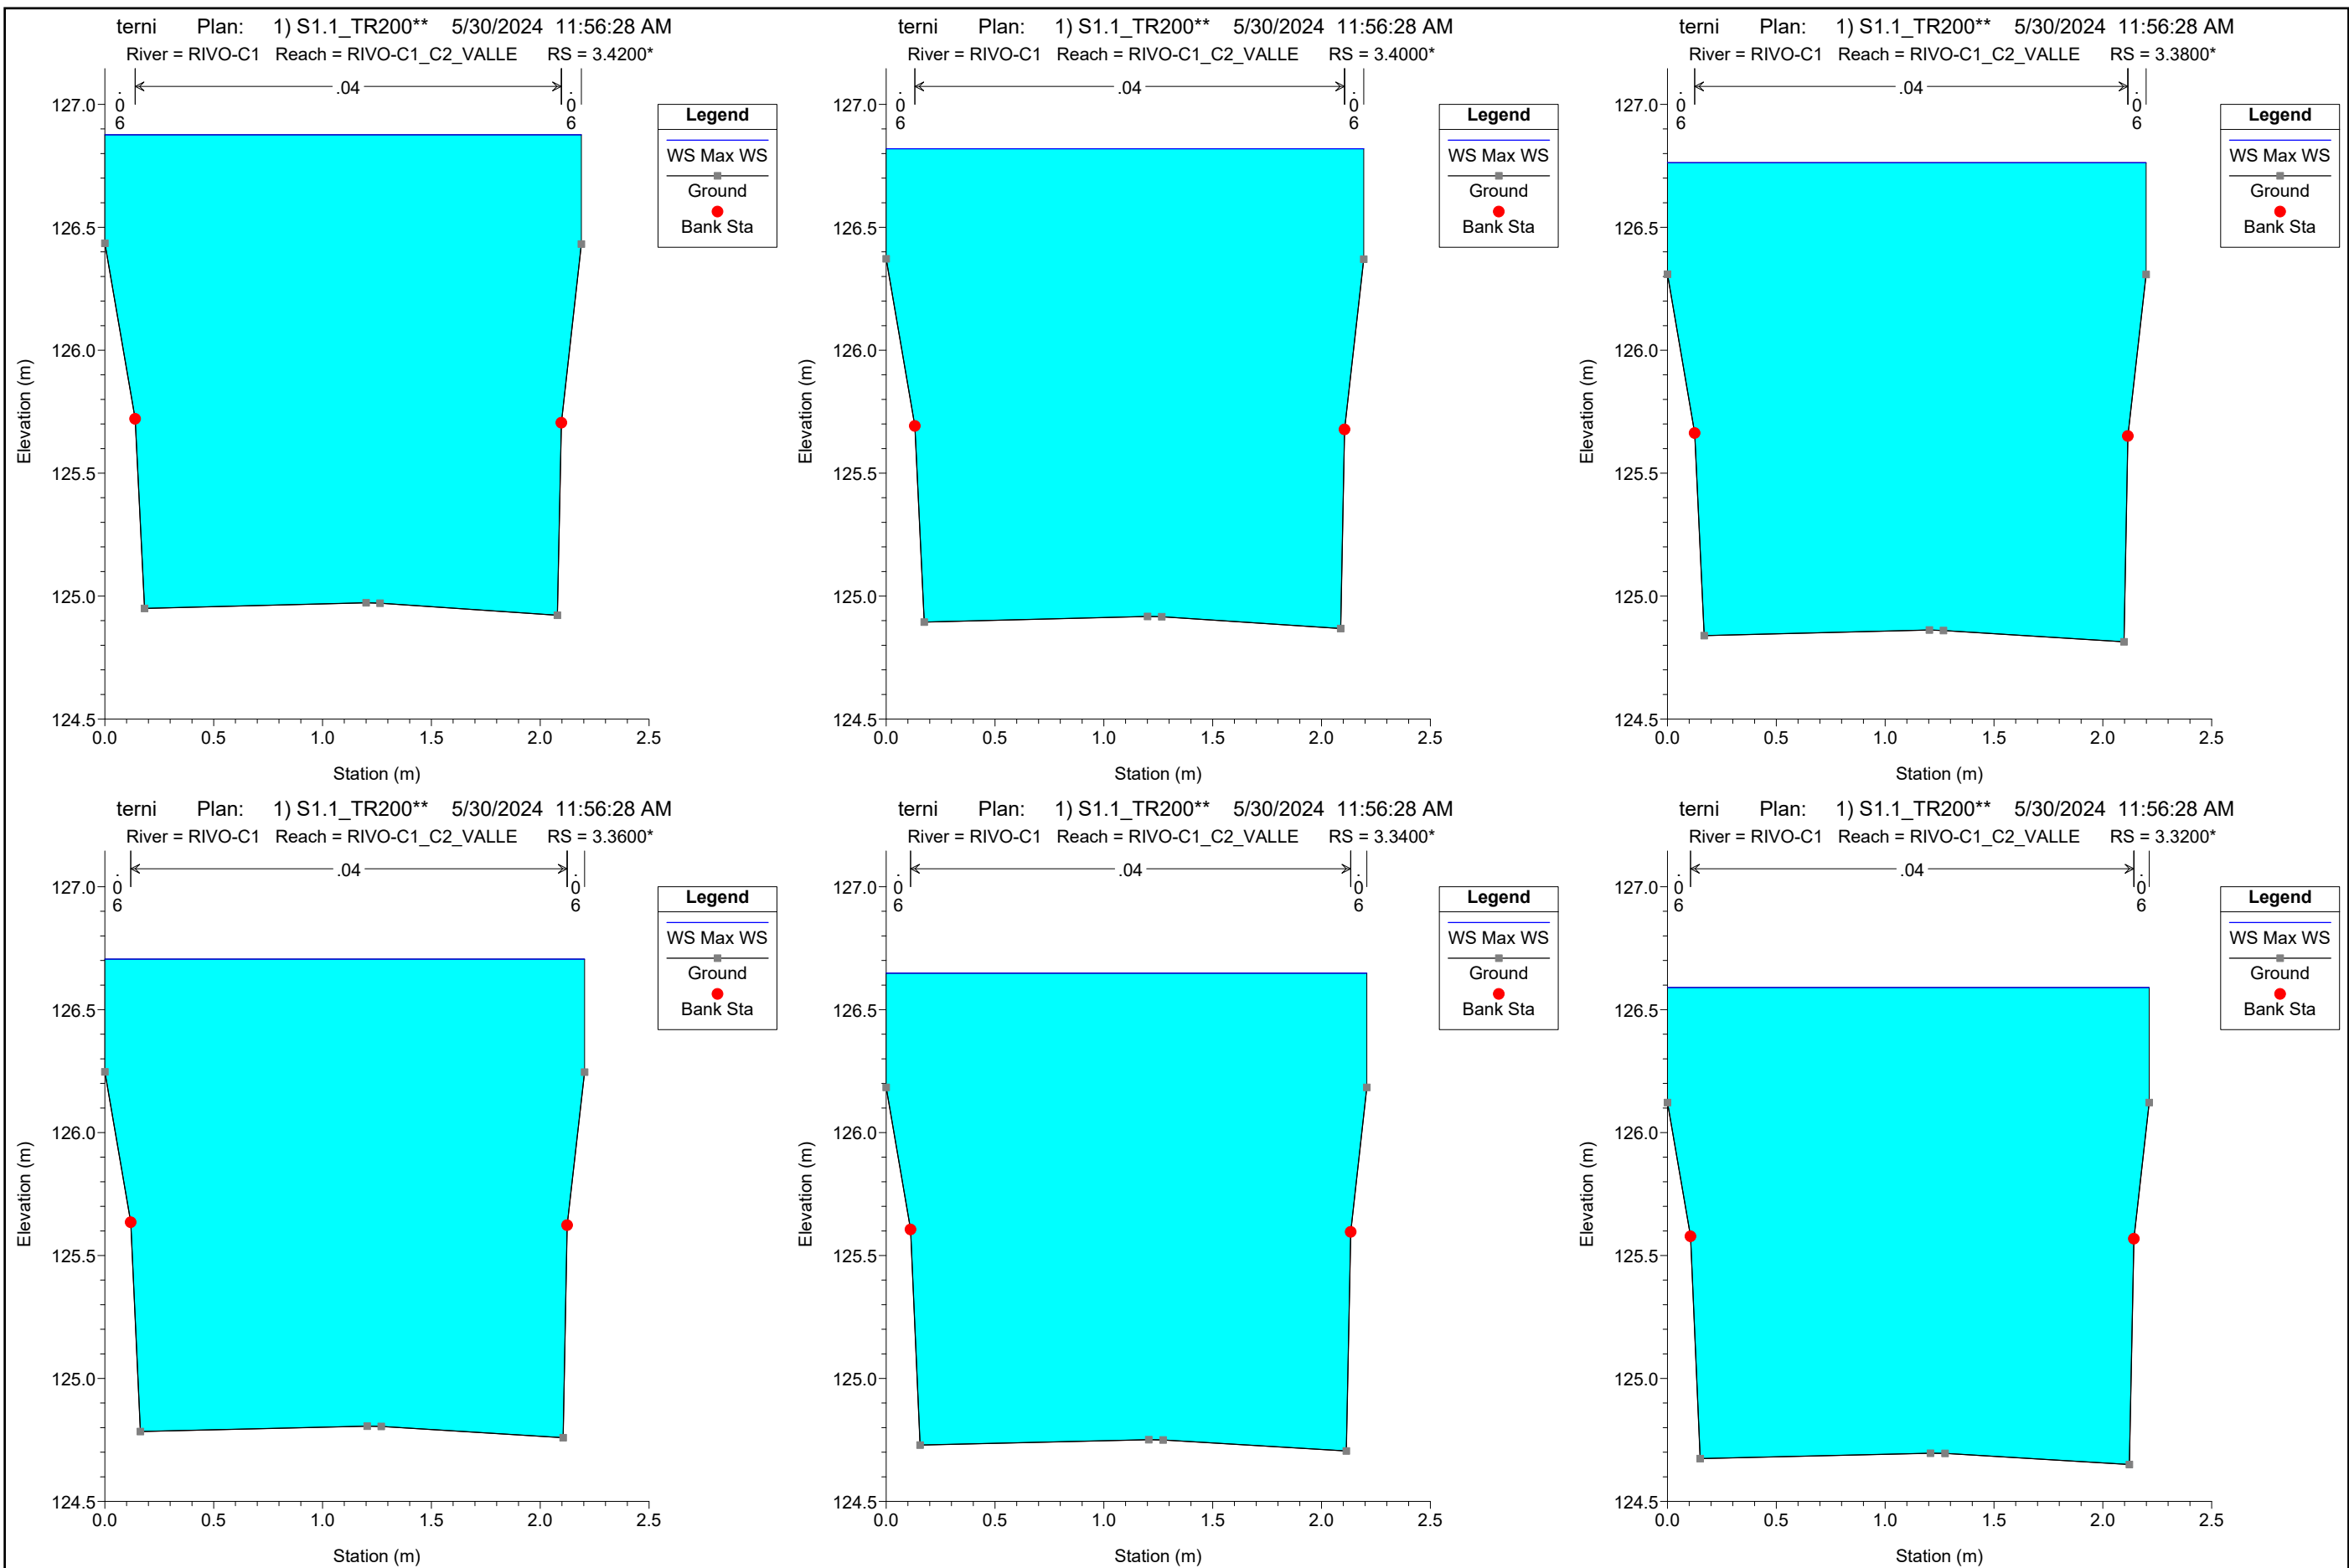 terni Plan: 1) S1.1_TR200** 5/30/2024 11:56:28 AM
River = RIVO-C1 Reach = RIVO-C1_C2_VALLE RS = 3.4200*
.06
.04
.06
127.0
126.5
126.0
125.5
125.0
124.5
Elevation (m)
0.0 0.5 1.0 1.5 2.0 2.5
Station (m)
Legend
WS Max WS
Ground
Bank Sta
terni Plan: 1) S1.1_TR200** 5/30/2024 11:56:28 AM
River = RIVO-C1 Reach = RIVO-C1_C2_VALLE RS = 3.4000*
.06
.04
.06
127.0
126.5
126.0
125.5
125.0
124.5
Elevation (m)
0.0 0.5 1.0 1.5 2.0 2.5
Station (m)
Legend
WS Max WS
Ground
Bank Sta
terni Plan: 1) S1.1_TR200** 5/30/2024 11:56:28 AM
River = RIVO-C1 Reach = RIVO-C1_C2_VALLE RS = 3.3800*
.06
.04
.06
127.0
126.5
126.0
125.5
125.0
124.5
Elevation (m)
0.0 0.5 1.0 1.5 2.0 2.5
Station (m)
Legend
WS Max WS
Ground
Bank Sta
terni Plan: 1) S1.1_TR200** 5/30/2024 11:56:28 AM
River = RIVO-C1 Reach = RIVO-C1_C2_VALLE RS = 3.3600*
.06
.04
.06
127.0
126.5
126.0
125.5
125.0
124.5
Elevation (m)
0.0 0.5 1.0 1.5 2.0 2.5
Station (m)
Legend
WS Max WS
Ground
Bank Sta
terni Plan: 1) S1.1_TR200** 5/30/2024 11:56:28 AM
River = RIVO-C1 Reach = RIVO-C1_C2_VALLE RS = 3.3400*
.06
.04
.06
127.0
126.5
126.0
125.5
125.0
124.5
Elevation (m)
0.0 0.5 1.0 1.5 2.0 2.5
Station (m)
Legend
WS Max WS
Ground
Bank Sta
terni Plan: 1) S1.1_TR200** 5/30/2024 11:56:28 AM
River = RIVO-C1 Reach = RIVO-C1_C2_VALLE RS = 3.3200*
.06
.04
.06
127.0
126.5
126.0
125.5
125.0
124.5
Elevation (m)
0.0 0.5 1.0 1.5 2.0 2.5
Station (m)
Legend
WS Max WS
Ground
Bank Sta